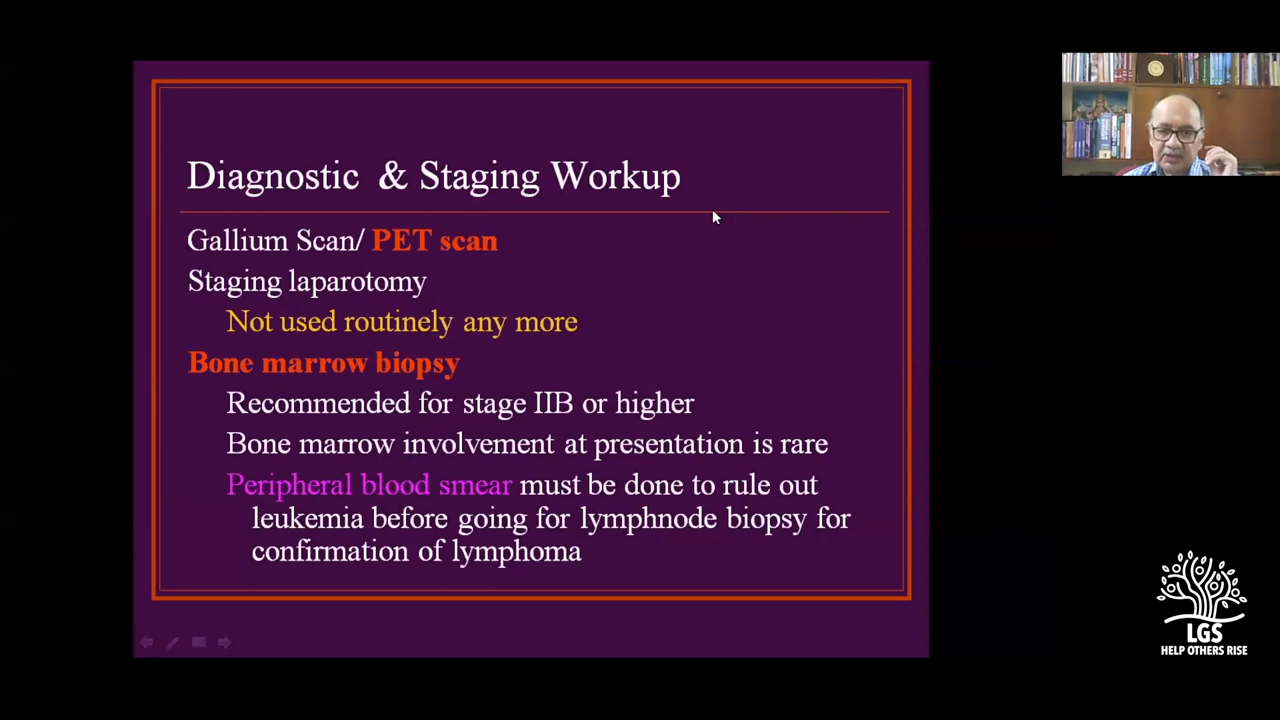 Diagnostic & Staging Workup
Gallium Scan/ PET scan
Staging laparotomy
Not used routinely any more
Bone marrow biopsy
Recommended for stage IIB or higher
Bone marrow involvement at presentation is rare
Peripheral blood smear must be done to rule out
leukemia before going for lymphnode biopsy for
confirmation of lymphoma
LGS
HELP OTHERS RISE